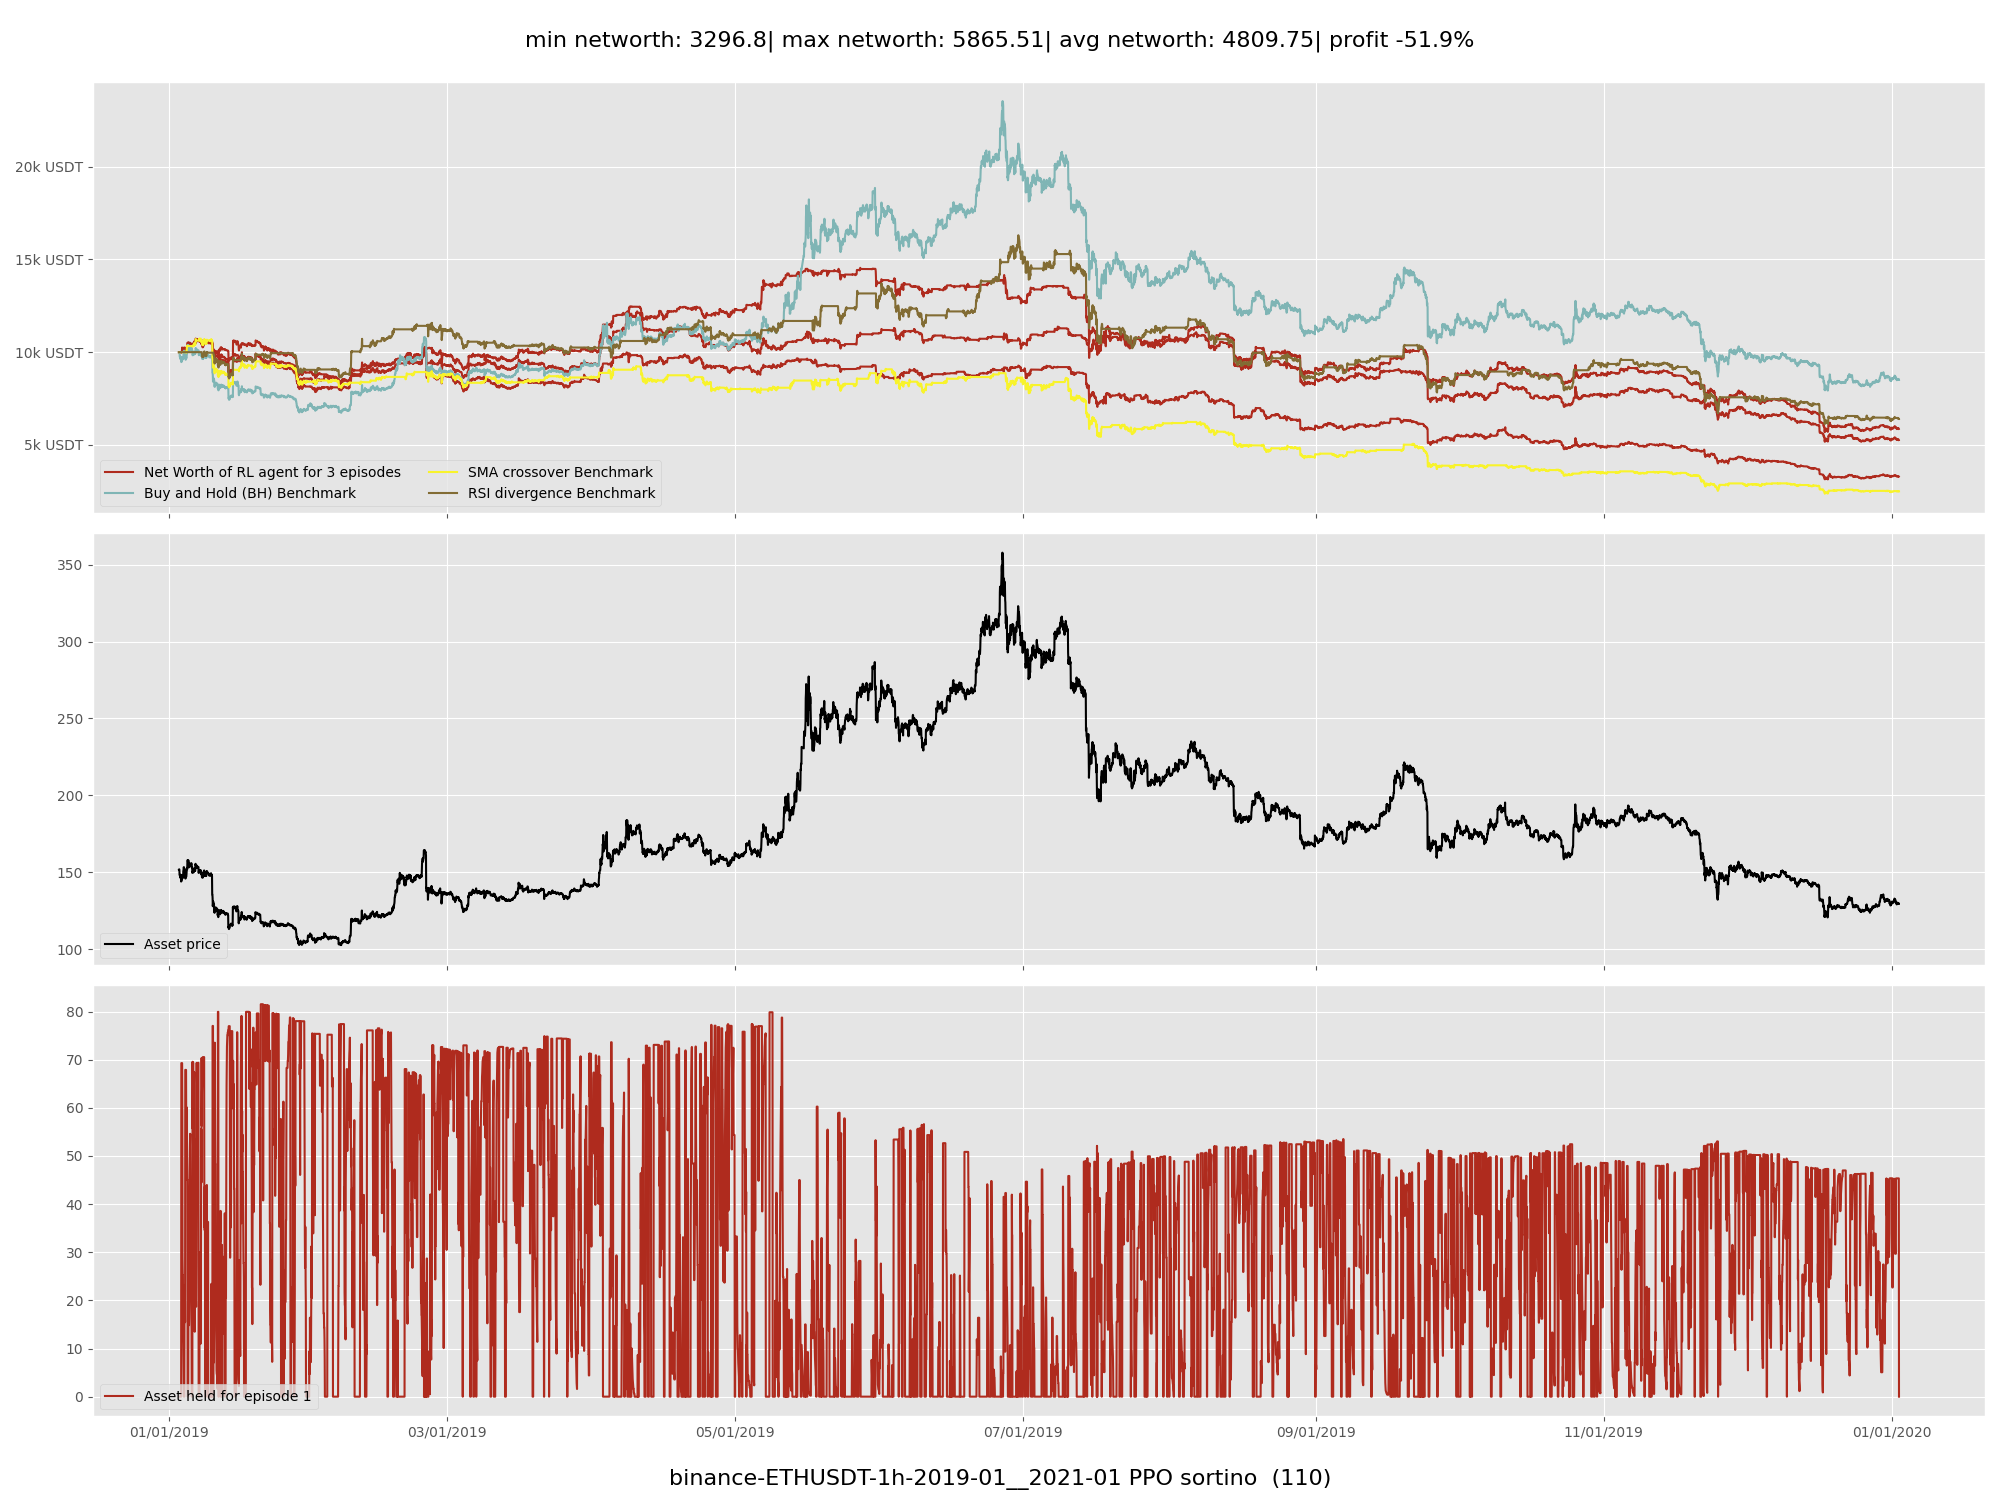 min networth: 3296.8| max networth: 5865.51| avg networth: 4809.75| profit -51.9%
20k USDT
15k USDT
10k USDT
5k USDT
Net Worth of RL agent for 3 episodes
Buy and Hold (BH) Benchmark
SMA crossover Benchmark
RSI divergence Benchmark
350
300
250
200
150
100
Asset price
80
70
60
50
40
30
20
10
0
Asset held for episode 1
01/01/2019 03/01/2019 05/01/2019 07/01/2019 09/01/2019 11/01/2019 01/01/2020
binance-ETHUSDT-1h-2019-01__2021-01 PPO sortino (110)